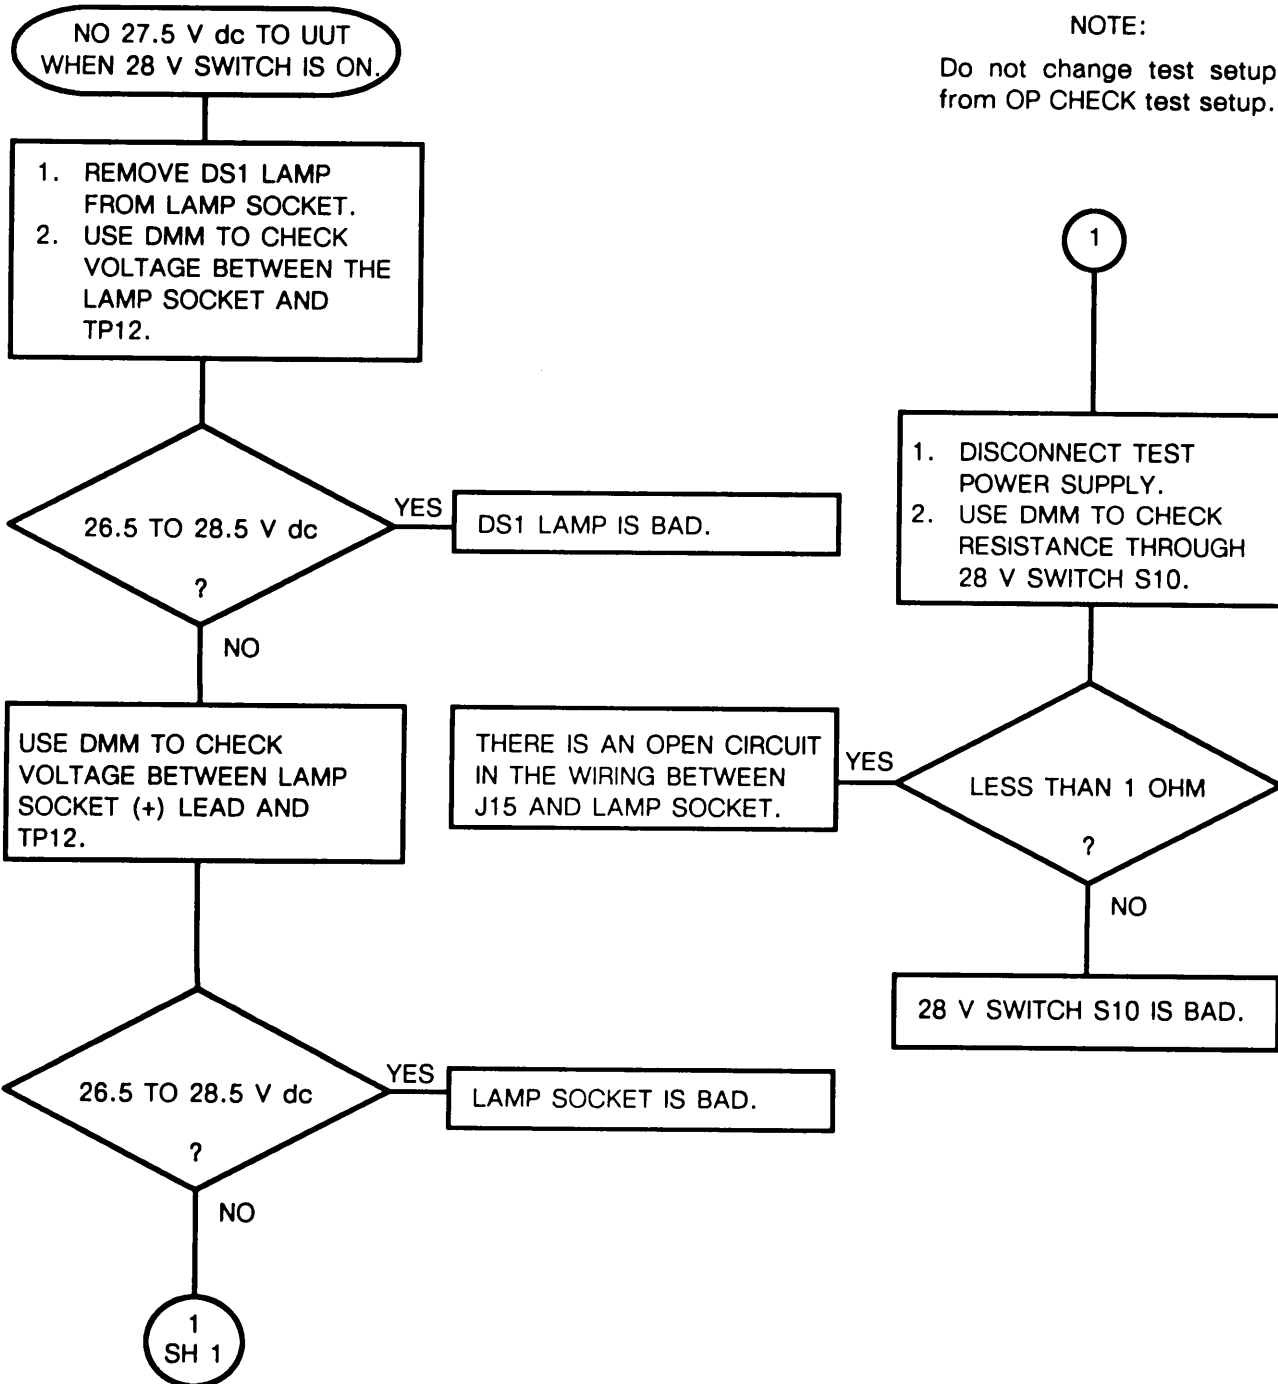 NO 27.5 V dc TO UUT
WHEN 28 V SWITCH IS ON.
1. REMOVE DS1 LAMP
FROM LAMP SOCKET.
2. USE DMM TO CHECK
VOLTAGE BETWEEN THE
LAMP SOCKET AND
TP12.
26.5 TO 28.5 V dc
?
YES
DS1 LAMP IS BAD.
NO
USE DMM TO CHECK
VOLTAGE BETWEEN LAMP
SOCKET (+) LEAD AND
TP12.
26.5 TO 28.5 V dc
?
YES
LAMP SOCKET IS BAD.
NO
1
SH 1
NOTE:
Do not change test setup
from OP CHECK test setup.
1
1. DISCONNECT TEST
POWER SUPPLY.
2. USE DMM TO CHECK
RESISTANCE THROUGH
28 V SWITCH S10.
LESS THAN 1 OHM
?
YES
THERE IS AN OPEN CIRCUIT
IN THE WIRING BETWEEN
J15 AND LAMP SOCKET.
NO
28 V SWITCH S10 IS BAD.